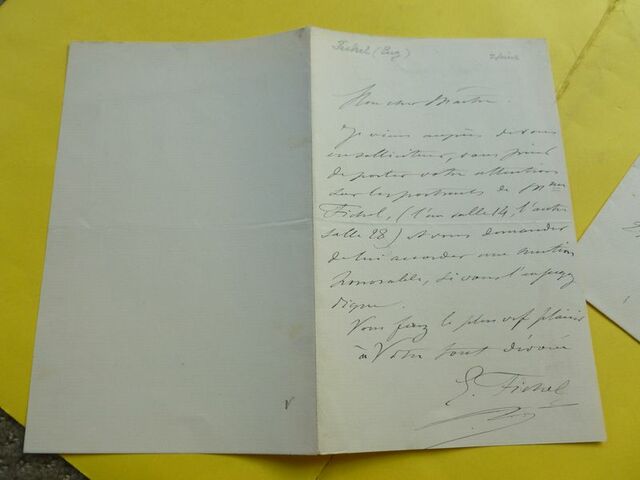 Fichel (Eug)
Mon cher Maître.
Je viens auprès de vous
en solliciteur, vous prier
de porter votre attention
sur les portraits de Mme
Fichel, (l'un salle 14, l'autre
salle 28) et vous demander
de lui accorder une mention
honorable, si vous l'en jugez
digne.
Vous ferez le plus vif plaisir
à Votre tout dévoué
E. Fichel